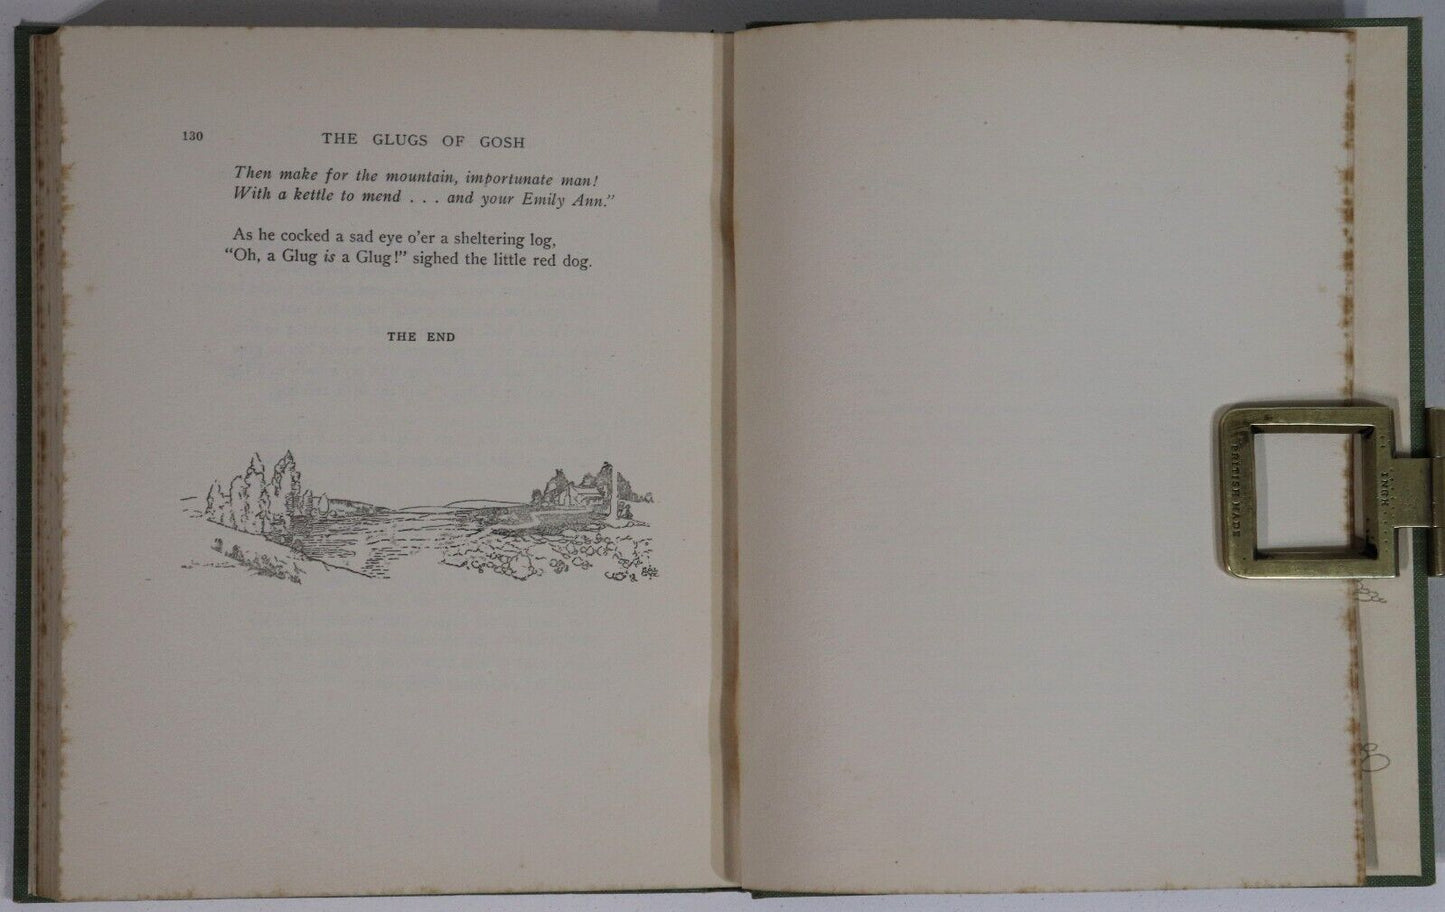 130
THE GLUGS OF GOSH
Then make for the mountain, importunate man!
With a kettle to mend . . . and your Emily Ann."
As he cocked a sad eye o'er a sheltering log,
"Oh, a Glug is a Glug!" sighed the little red dog.
THE END
BRITISH MADE